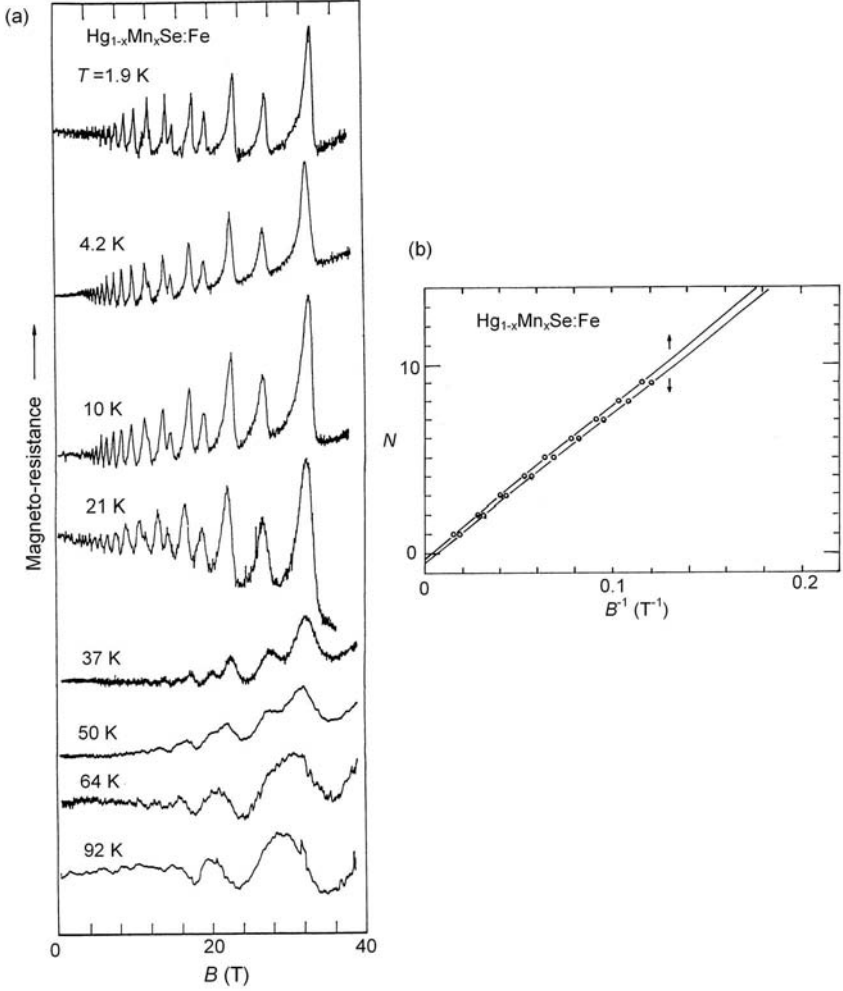 (a)
Hg₁₋ₓMnₓSe:Fe
T =1.9 K
4.2 K
10 K
21 K
37 K
50 K
64 K
92 K
Magneto-resistance
0 20 40
B (T)
(b)
Hg₁₋ₓMnₓSe:Fe
10
N
0
0 0.1 0.2
B⁻¹ (T⁻¹)